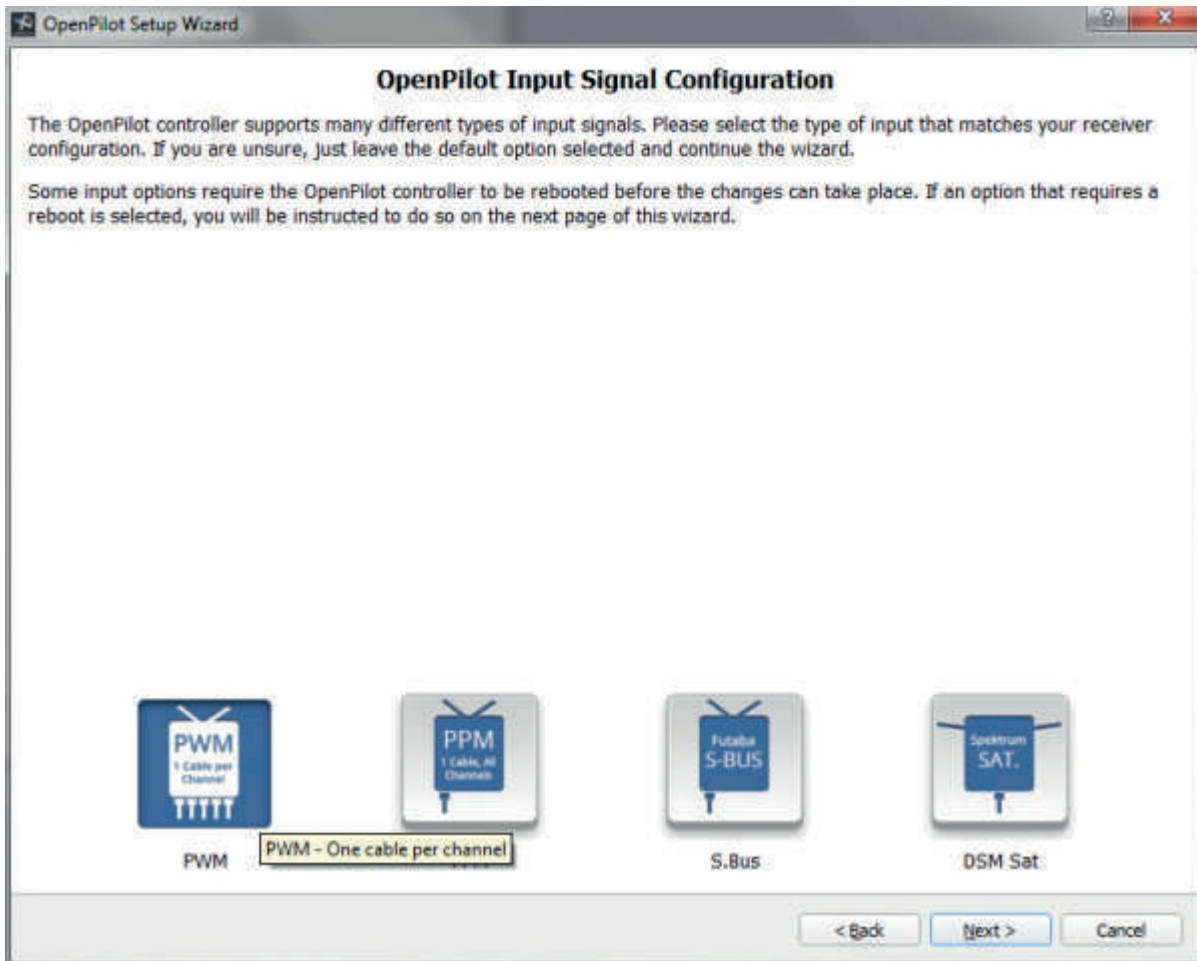 OpenPilot Setup Wizard
OpenPilot Input Signal Configuration
The OpenPilot controller supports many different types of input signals. Please select the type of input that matches your receiver
configuration. If you are unsure, just leave the default option selected and continue the wizard.
Some input options require the OpenPilot controller to be rebooted before the changes can take place. If an option that requires a
reboot is selected, you will be instructed to do so on the next page of this wizard.
PWM
1 Cable per
Channel
PPM
1 Cable, All
Channels
Futaba
S-BUS
Spektrum
SAT.
PWM - One cable per channel
PWM
S.Bus
DSM Sat
< Back
Next >
Cancel